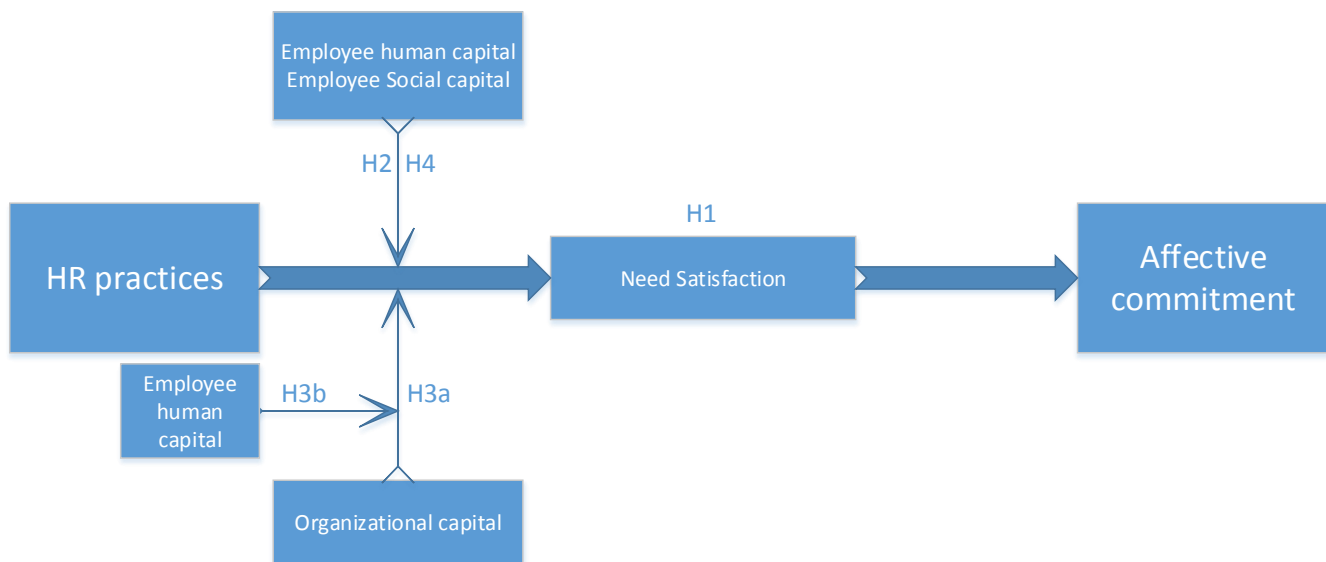 Employee human capital
Employee Social capital
H2
H4
HR practices
H1
Need Satisfaction
Affective
commitment
Employee
human
capital
H3b
H3a
Organizational capital